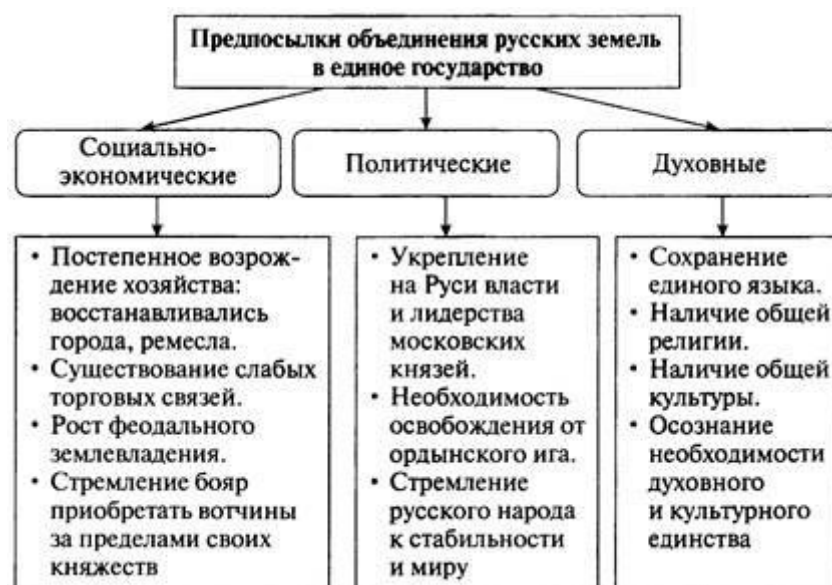 Предпосылки объединения русских земель
в единое государство
Социально-
экономические
Политические
Духовные
• Постепенное возрож-
дение хозяйства:
восстанавливались
города, ремесла.
• Существование слабых
торговых связей.
• Рост феодального
землевладения.
• Стремление бояр
приобретать вотчины
за пределами своих
княжеств
• Укрепление
на Руси власти
и лидерства
московских
князей.
• Необходимость
освобождения от
ордынского ига.
• Стремление
русского народа
к стабильности
и миру
• Сохранение
единого языка.
• Наличие общей
религии.
• Наличие общей
культуры.
• Осознание
необходимости
духовного
и культурного
единства